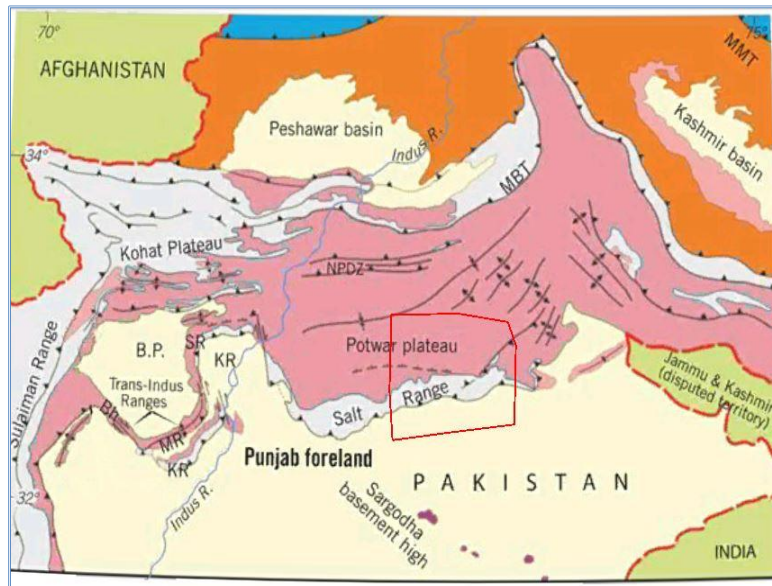 70°
75°
AFGHANISTAN
MMT
Peshawar basin
Indus R.
Kashmir basin
34°
MBT
Kohat Plateau
NPDZ
Sulaiman Range
B.P.
SR
KR
Potwar plateau
Trans-Indus
Ranges
Jammu & Kashmir
(disputed territory)
Bh
MR
Salt Range
KR
Punjab foreland
32°
Indus R.
PAKISTAN
Sargodha
basement high
INDIA